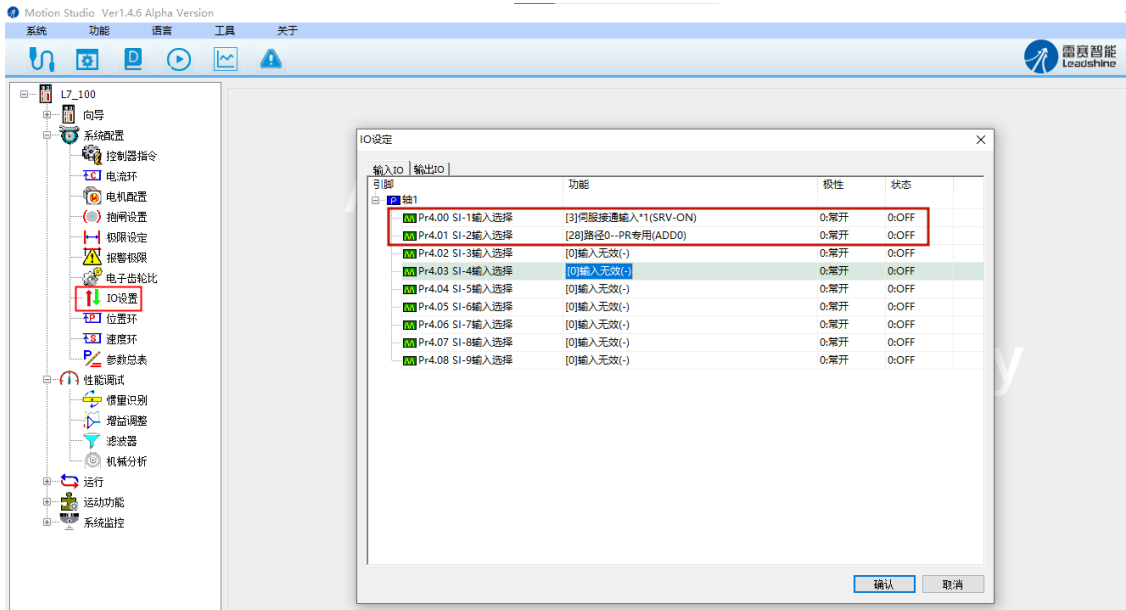 Motion Studio Ver1.4.6 Alpha Version
系统 功能 语言 工具 关于
雷赛智能
Leadshine
L7_100
向导
系统配置
控制器指令
电流环
电机配置
抱闸设置
极限设定
报警极限
电子齿轮比
IO设置
位置环
速度环
参数总表
性能调试
惯量识别
增益调整
滤波器
机械分析
运行
运动功能
系统监控
IO设定
输入IO 输出IO
引脚 功能 极性 状态
轴1
Pr4.00 SI-1输入选择 [3]伺服接通输入*1(SRV-ON) 0:常开 0:OFF
Pr4.01 SI-2输入选择 [28]路径0--PR专用(ADD0) 0:常开 0:OFF
Pr4.02 SI-3输入选择 [0]输入无效(-) 0:常开 0:OFF
Pr4.03 SI-4输入选择 [0]输入无效(-) 0:常开 0:OFF
Pr4.04 SI-5输入选择 [0]输入无效(-) 0:常开 0:OFF
Pr4.05 SI-6输入选择 [0]输入无效(-) 0:常开 0:OFF
Pr4.06 SI-7输入选择 [0]输入无效(-) 0:常开 0:OFF
Pr4.07 SI-8输入选择 [0]输入无效(-) 0:常开 0:OFF
Pr4.08 SI-9输入选择 [0]输入无效(-) 0:常开 0:OFF
确认 取消